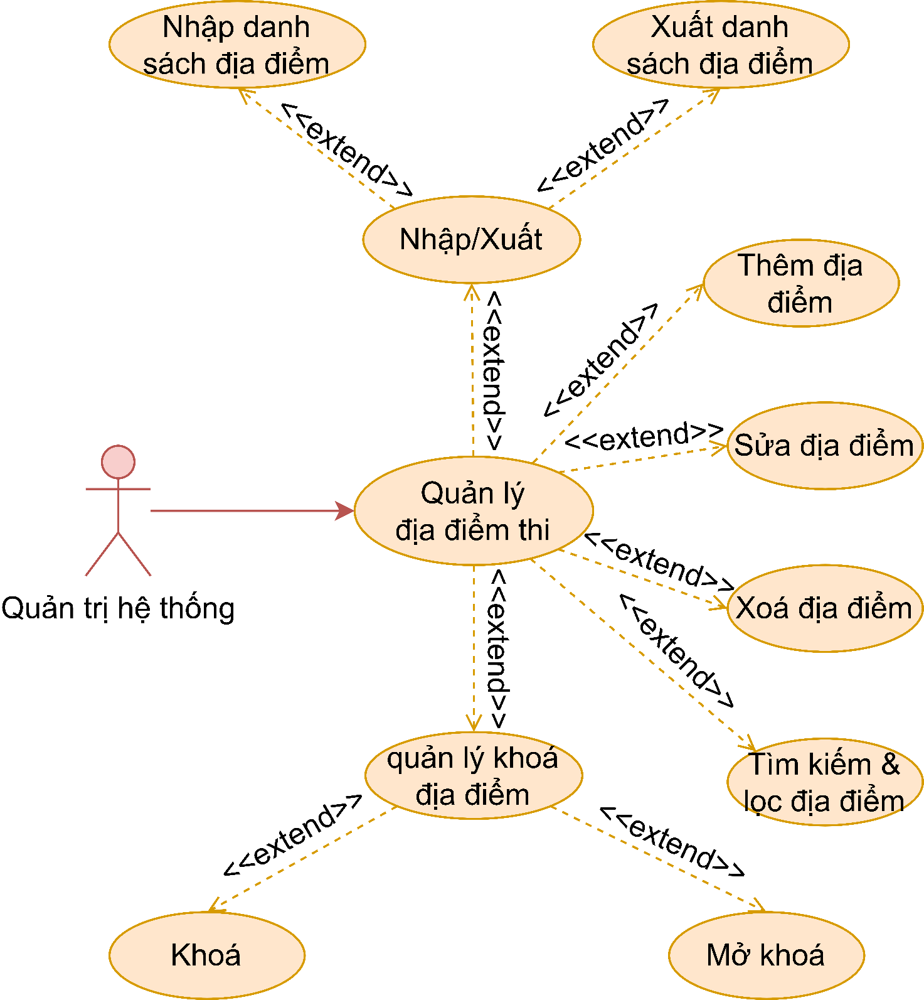 Nhập danh
sách địa điểm
Xuất danh
sách địa điểm
<<extend>>
<<extend>>
Nhập/Xuất
Thêm địa
điểm
<<extend>>
<<extend>>
<<extend>>
Sửa địa điểm
Quản lý
địa điểm thi
<<extend>>
Xoá địa điểm
Quản trị hệ thống
<<extend>>
<<extend>>
quản lý khoá
địa điểm
Tìm kiếm &
lọc địa điểm
<<extend>>
<<extend>>
Khoá
Mở khoá